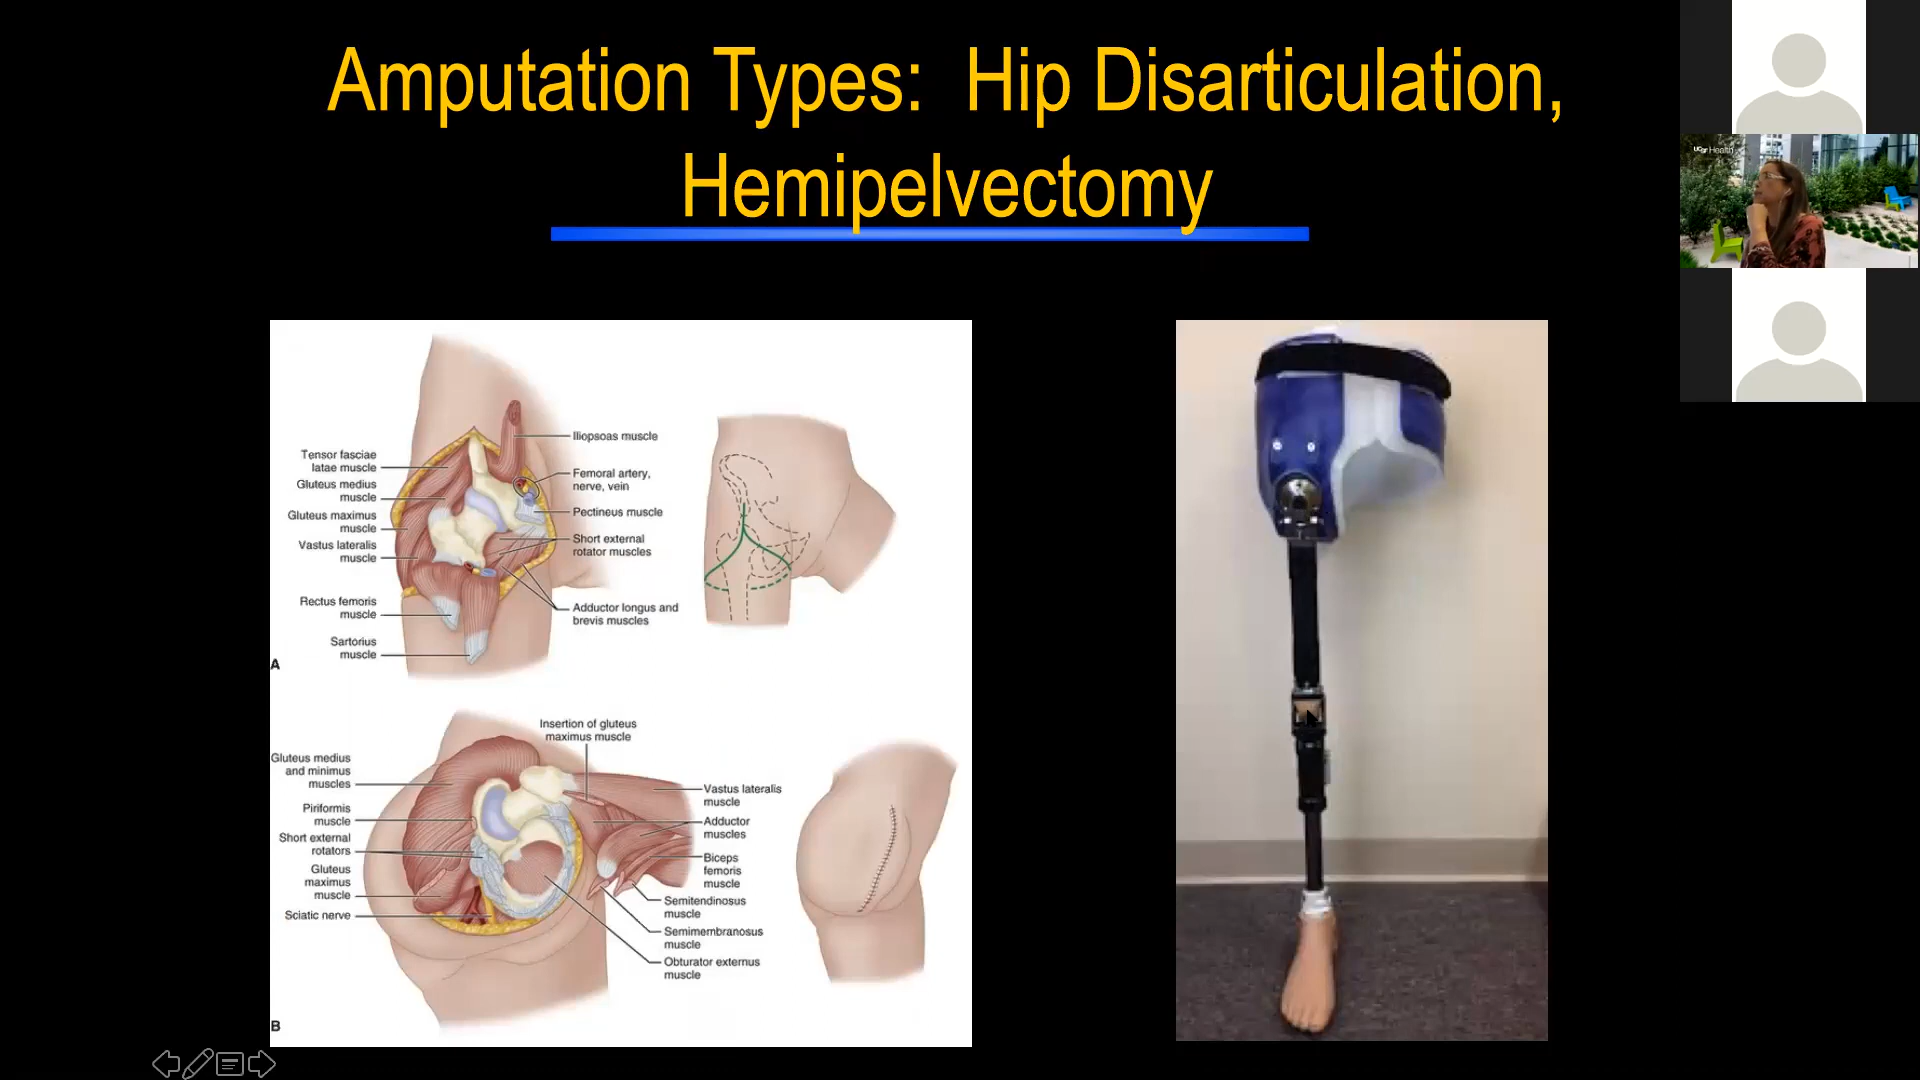 Amputation Types:  Hip Disarticulation,
Hemipelvectomy
UCSF Health
Tensor fasciae
latae muscle
Gluteus medius
muscle
Gluteus maximus
muscle
Vastus lateralis
muscle
Rectus femoris
muscle
Sartorius
muscle
Iliopsoas muscle
Femoral artery,
nerve, vein
Pectineus muscle
Short external
rotator muscles
Adductor longus and
brevis muscles
A
Insertion of gluteus
maximus muscle
Gluteus medius
and minimus
muscles
Piriformis
muscle
Short external
rotators
Gluteus
maximus
muscle
Sciatic nerve
Vastus lateralis
muscle
Adductor
muscles
Biceps
femoris
muscle
Semitendinosus
muscle
Semimembranosus
muscle
Obturator externus
muscle
B